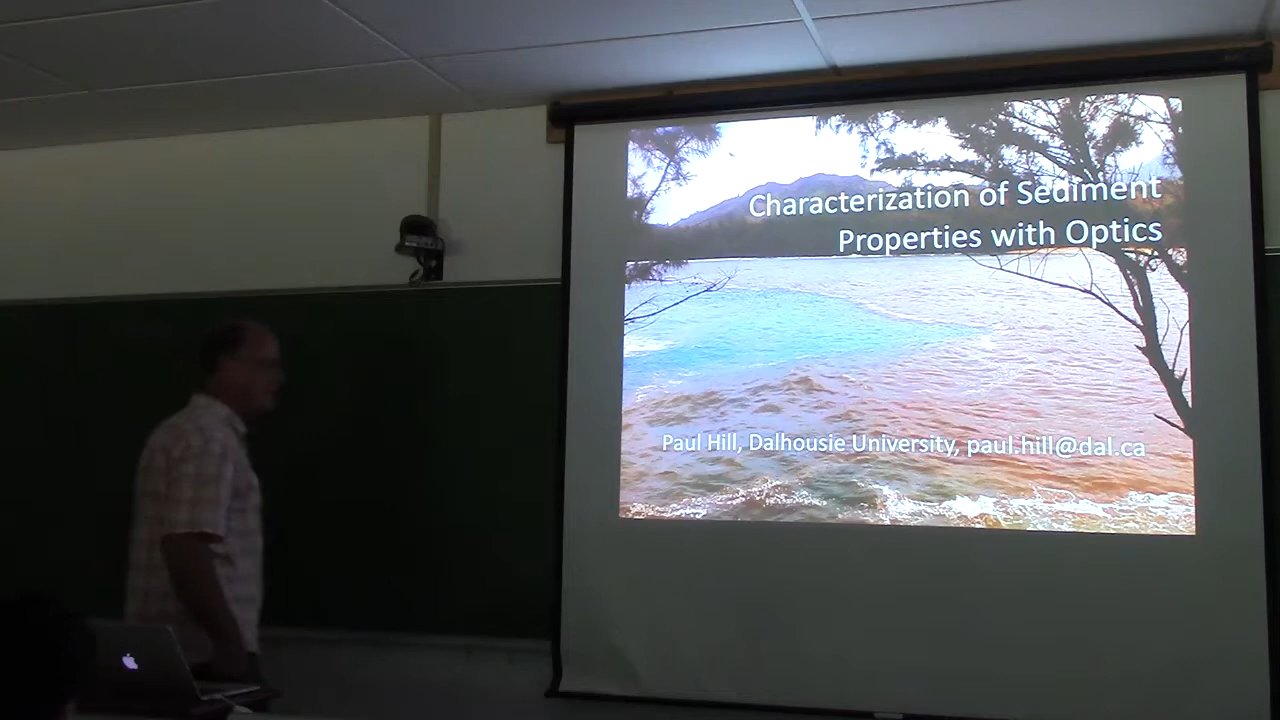 Characterization of Sediment
Properties with Optics
Paul Hill, Dalhousie University, paul.hill@dal.ca